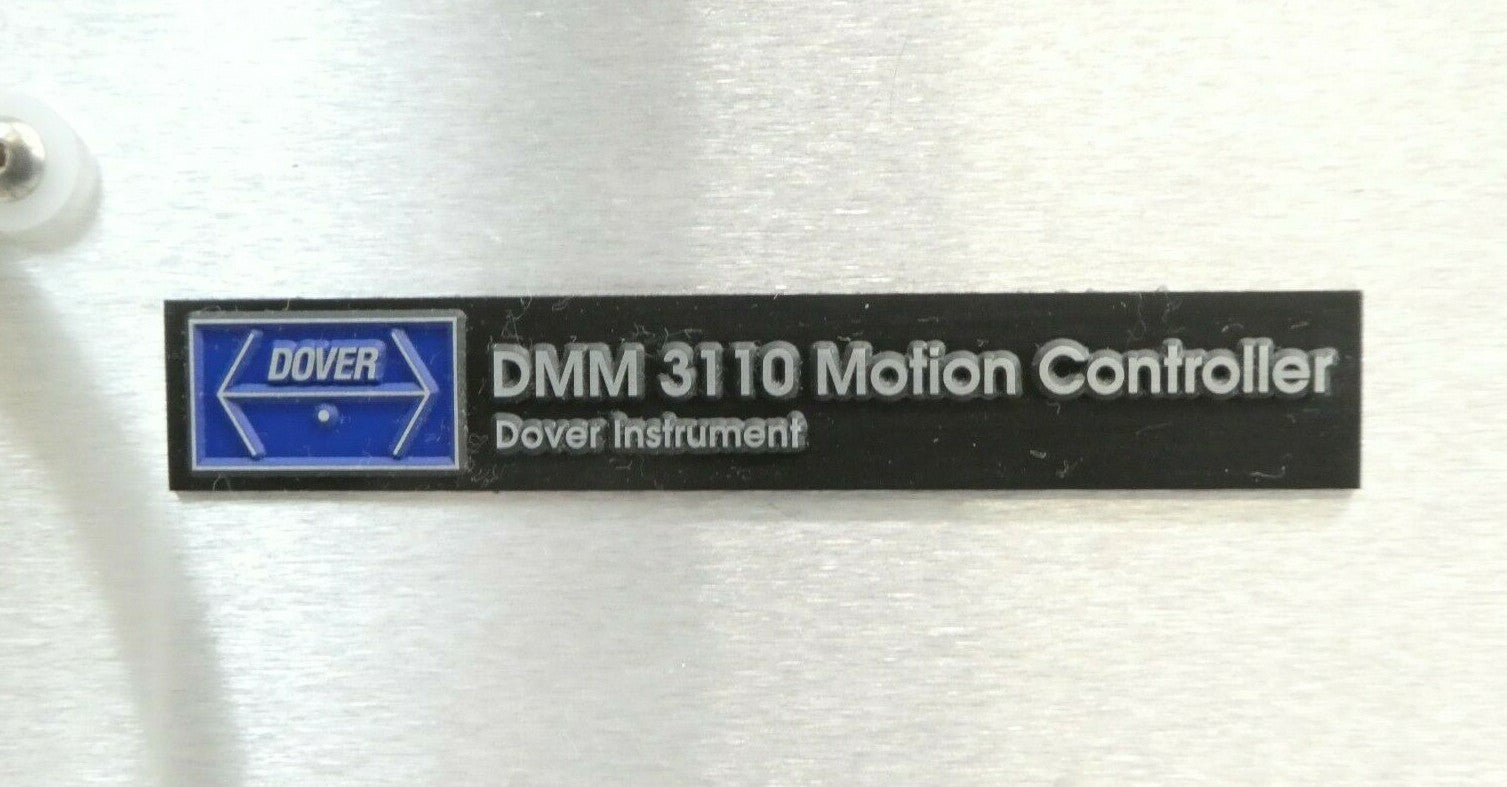 DOVER
DMM 3110 Motion Controller
Dover Instrument